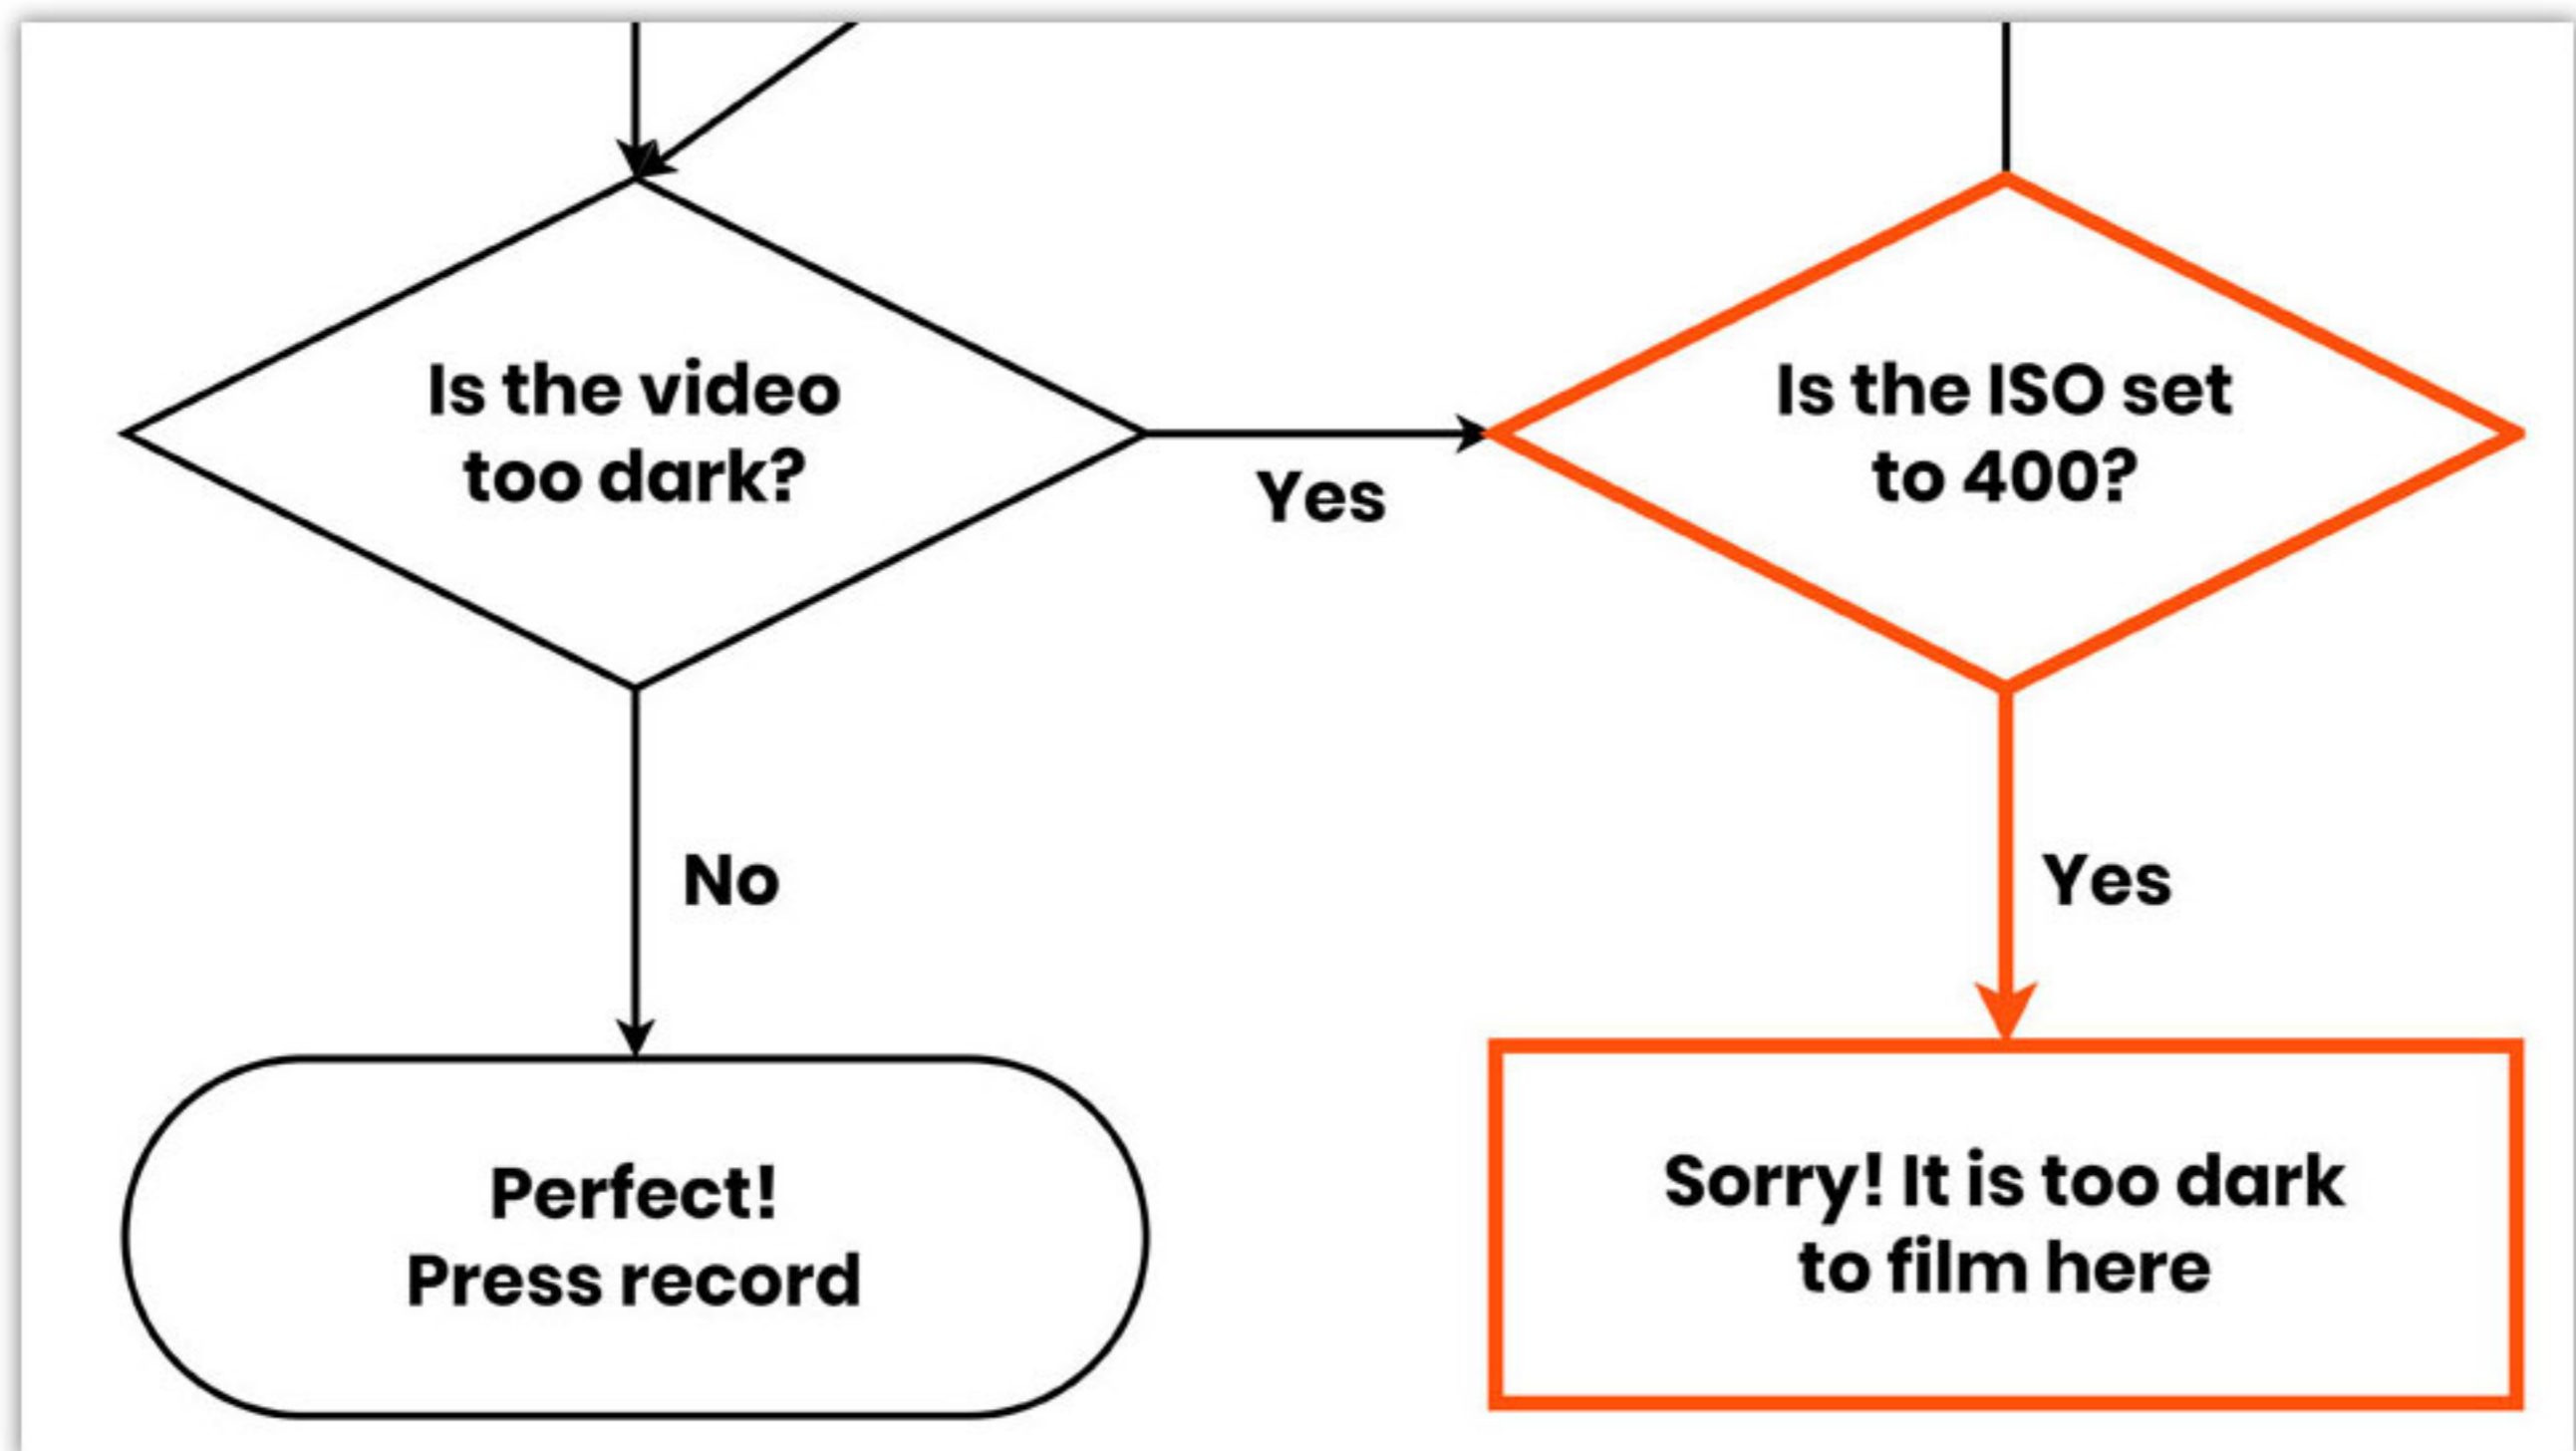 Is the video
too dark?
Yes
Is the ISO set
to 400?
No
Yes
Perfect!
Press record
Sorry! It is too dark
to film here